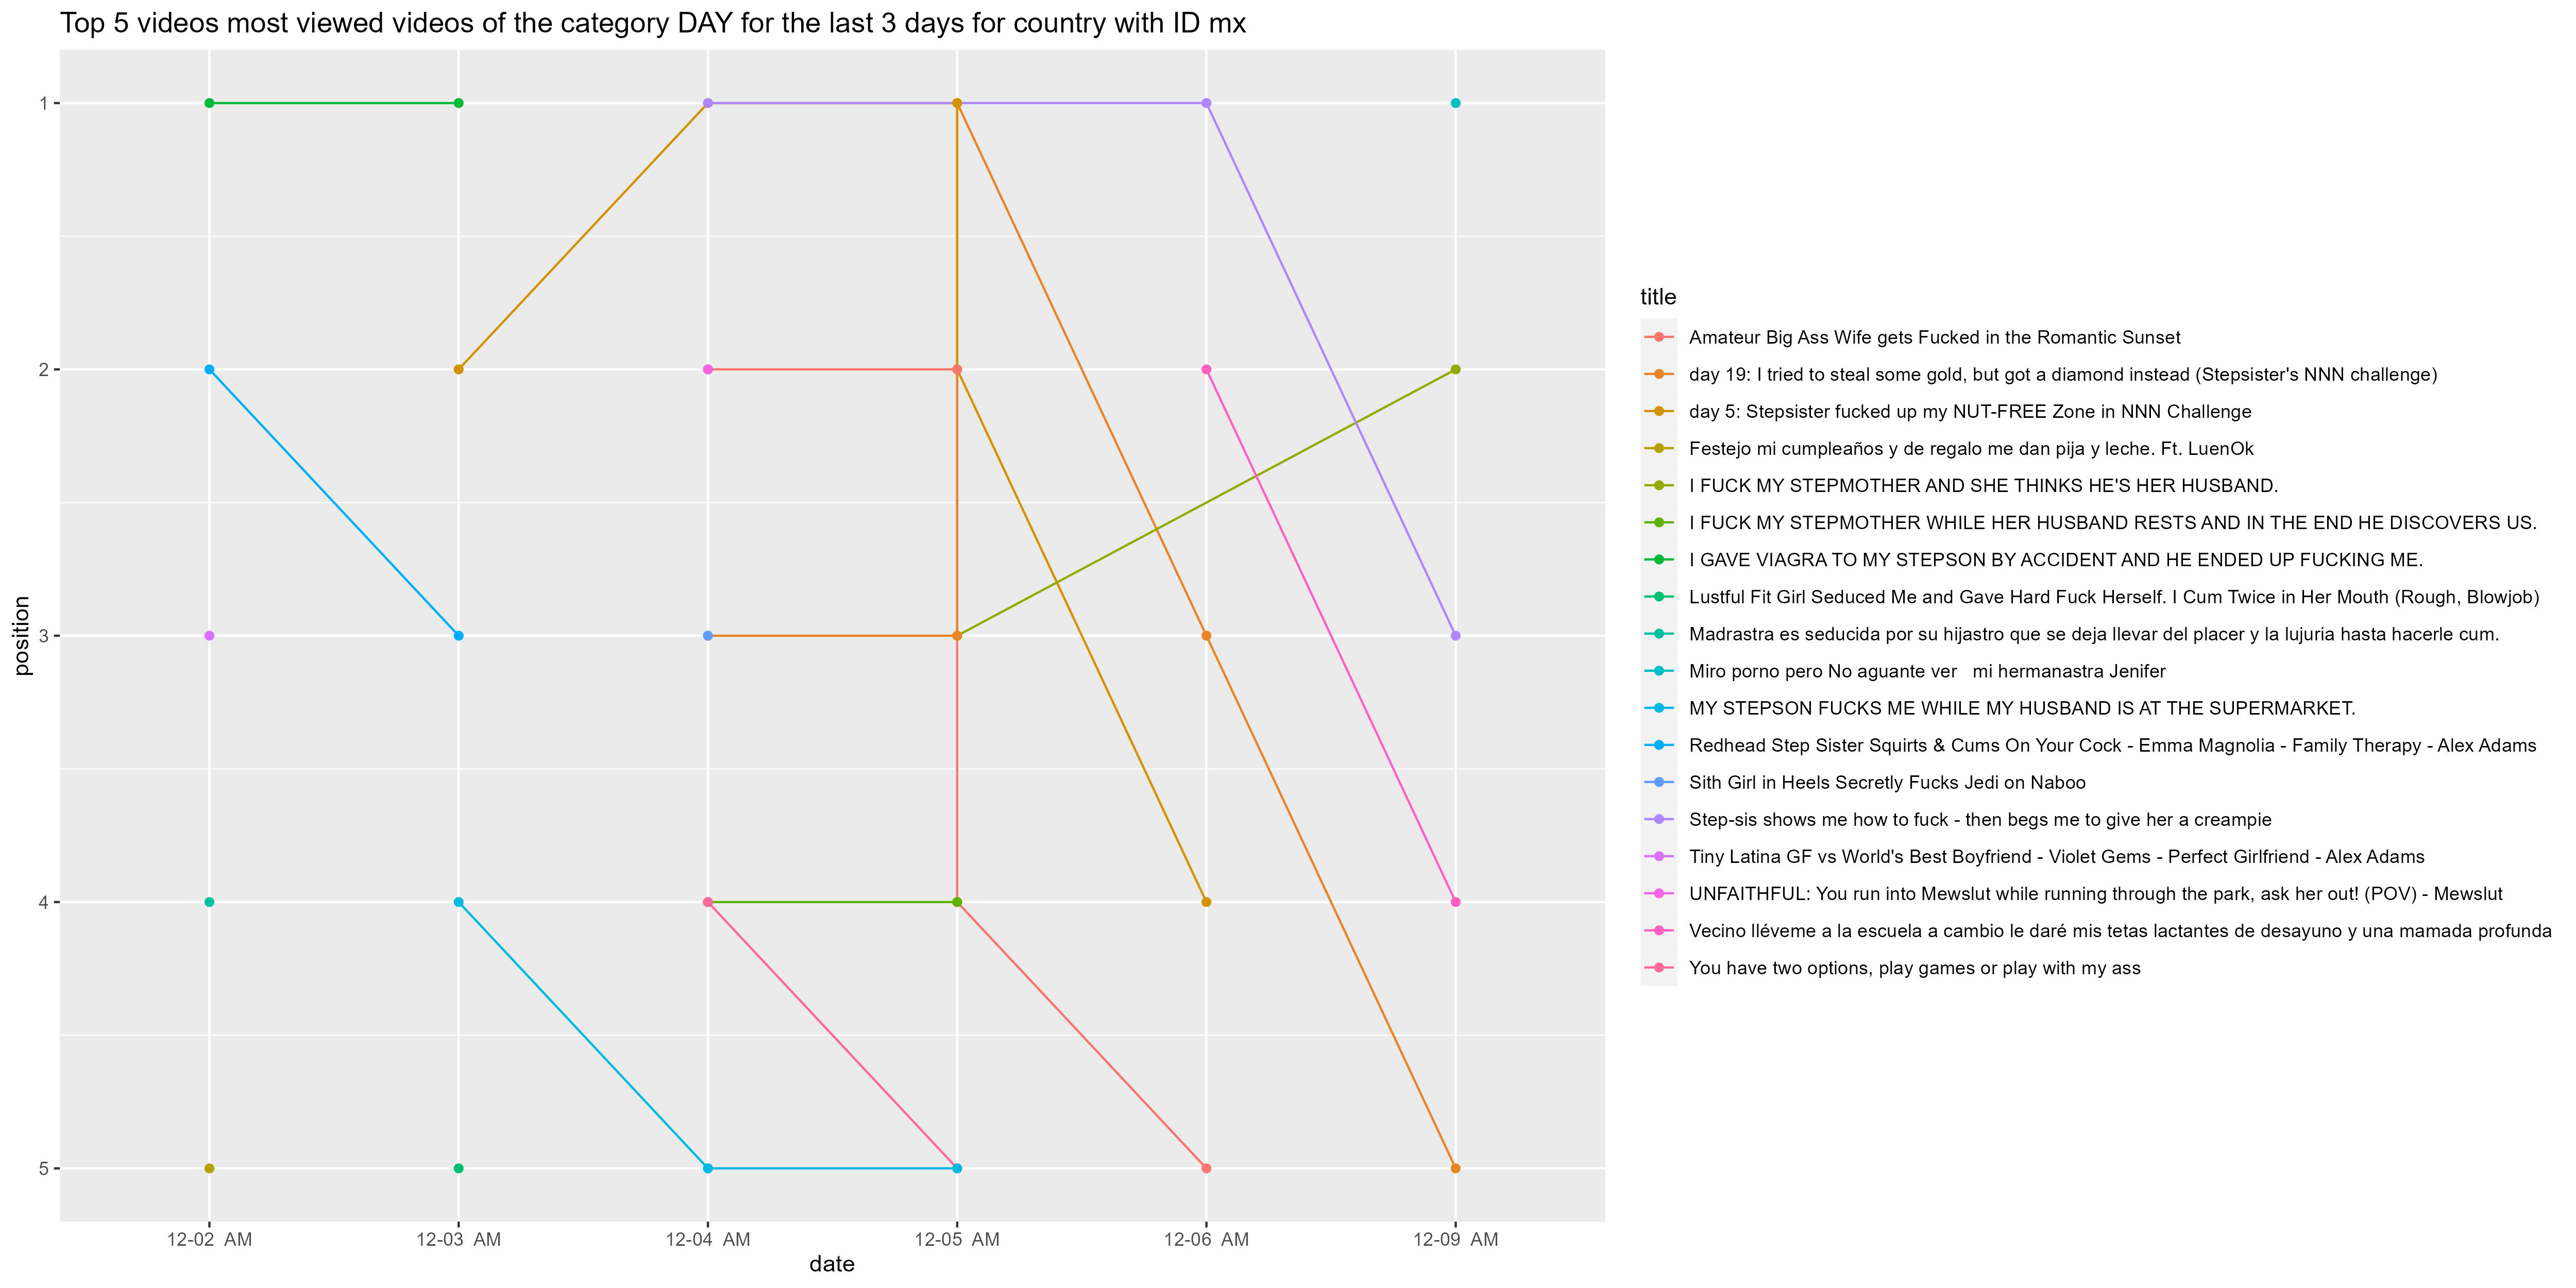 Top 5 videos most viewed videos of the category DAY for the last 3 days for country with ID mx
1
2
3
4
5
position
12-02 AM
12-03 AM
12-04 AM
12-05 AM
12-06 AM
12-09 AM
date
title
Amateur Big Ass Wife gets Fucked in the Romantic Sunset
day 19: I tried to steal some gold, but got a diamond instead (Stepsister's NNN challenge)
day 5: Stepsister fucked up my NUT-FREE Zone in NNN Challenge
Festejo mi cumpleaños y de regalo me dan pija y leche. Ft. LuenOk
I FUCK MY STEPMOTHER AND SHE THINKS HE'S HER HUSBAND.
I FUCK MY STEPMOTHER WHILE HER HUSBAND RESTS AND IN THE END HE DISCOVERS US.
I GAVE VIAGRA TO MY STEPSON BY ACCIDENT AND HE ENDED UP FUCKING ME.
Lustful Fit Girl Seduced Me and Gave Hard Fuck Herself. I Cum Twice in Her Mouth (Rough, Blowjob)
Madrastra es seducida por su hijastro que se deja llevar del placer y la lujuria hasta hacerle cum.
Miro porno pero No aguante ver   mi hermanastra Jenifer
MY STEPSON FUCKS ME WHILE MY HUSBAND IS AT THE SUPERMARKET.
Redhead Step Sister Squirts & Cums On Your Cock - Emma Magnolia - Family Therapy - Alex Adams
Sith Girl in Heels Secretly Fucks Jedi on Naboo
Step-sis shows me how to fuck - then begs me to give her a creampie
Tiny Latina GF vs World's Best Boyfriend - Violet Gems - Perfect Girlfriend - Alex Adams
UNFAITHFUL: You run into Mewslut while running through the park, ask her out! (POV) - Mewslut
Vecino lléveme a la escuela a cambio le daré mis tetas lactantes de desayuno y una mamada profunda
You have two options, play games or play with my ass